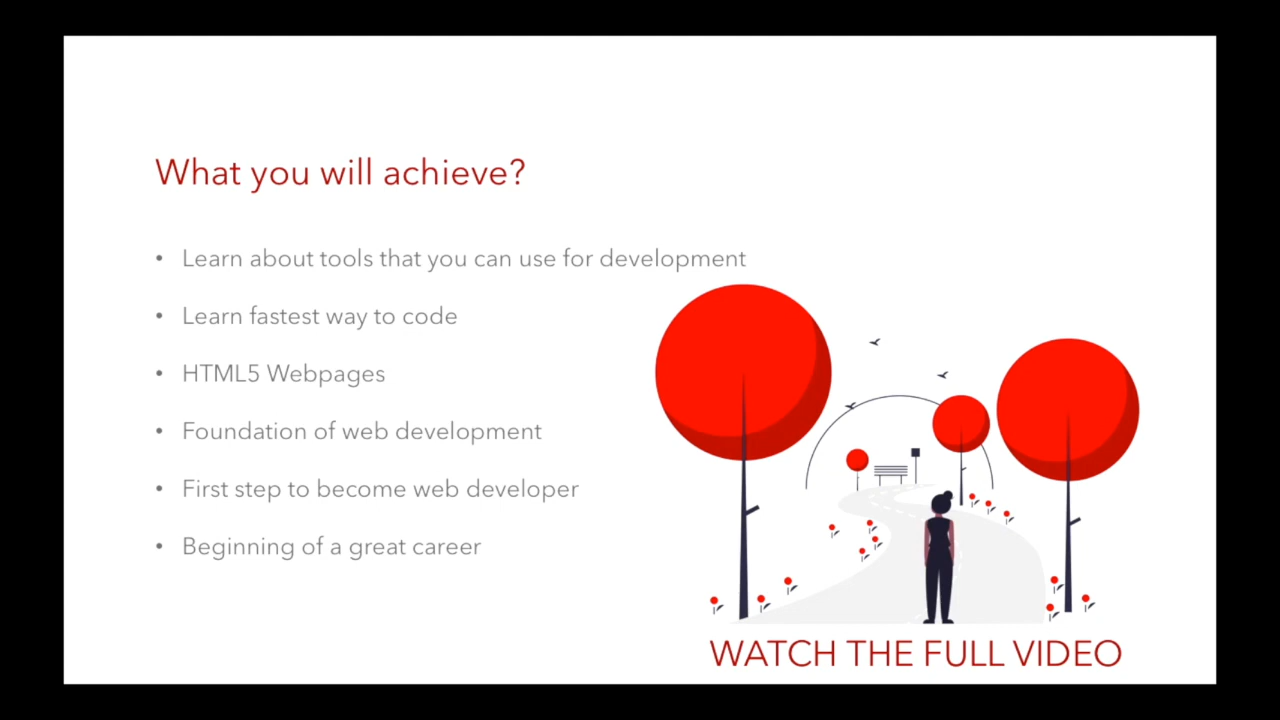 What you will achieve?
• Learn about tools that you can use for development
• Learn fastest way to code
• HTML5 Webpages
• Foundation of web development
• First step to become web developer
• Beginning of a great career
WATCH THE FULL VIDEO